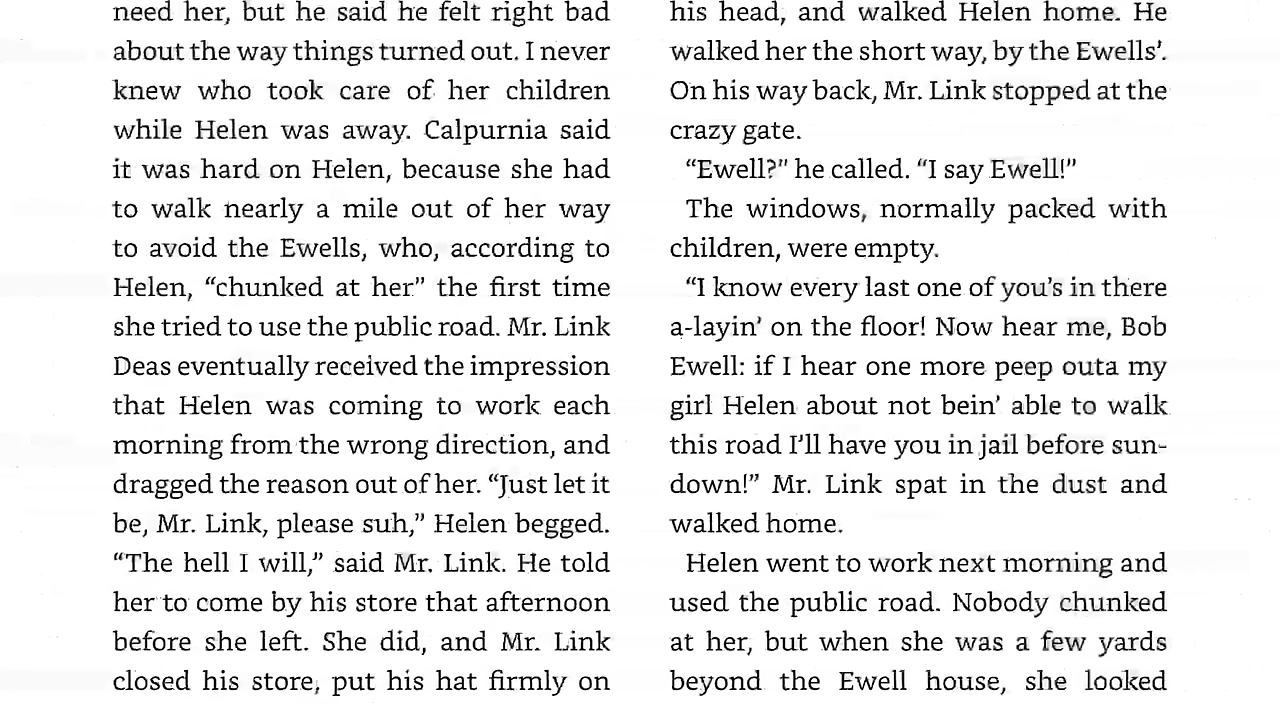 need her, but he said he felt right bad
about the way things turned out. I never
knew who took care of her children
while Helen was away. Calpurnia said
it was hard on Helen, because she had
to walk nearly a mile out of her way
to avoid the Ewells, who, according to
Helen, “chunked at her” the first time
she tried to use the public road. Mr. Link
Deas eventually received the impression
that Helen was coming to work each
morning from the wrong direction, and
dragged the reason out of her. “Just let it
be, Mr. Link, please suh,” Helen begged.
“The hell I will,” said Mr. Link. He told
her to come by his store that afternoon
before she left. She did, and Mr. Link
closed his store, put his hat firmly on
his head, and walked Helen home. He
walked her the short way, by the Ewells’.
On his way back, Mr. Link stopped at the
crazy gate.
“Ewell?” he called. “I say Ewell!”
The windows, normally packed with
children, were empty.
“I know every last one of you’s in there
a-layin’ on the floor! Now hear me, Bob
Ewell: if I hear one more peep outa my
girl Helen about not bein’ able to walk
this road I’ll have you in jail before sun-
down!” Mr. Link spat in the dust and
walked home.
Helen went to work next morning and
used the public road. Nobody chunked
at her, but when she was a few yards
beyond the Ewell house, she looked